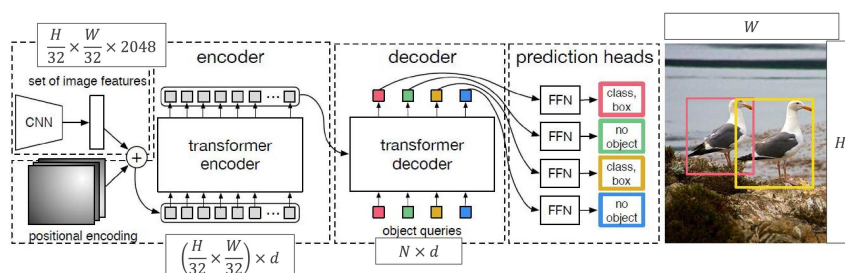 H/32 × W/32 × 2048
encoder
decoder
prediction heads
W
set of image features
CNN
transformer
encoder
transformer
decoder
FFN
class,
box
FFN
no
object
FFN
class,
box
FFN
no
object
H
+
...
...
positional encoding
object queries
(H/32 × W/32) × d
N × d